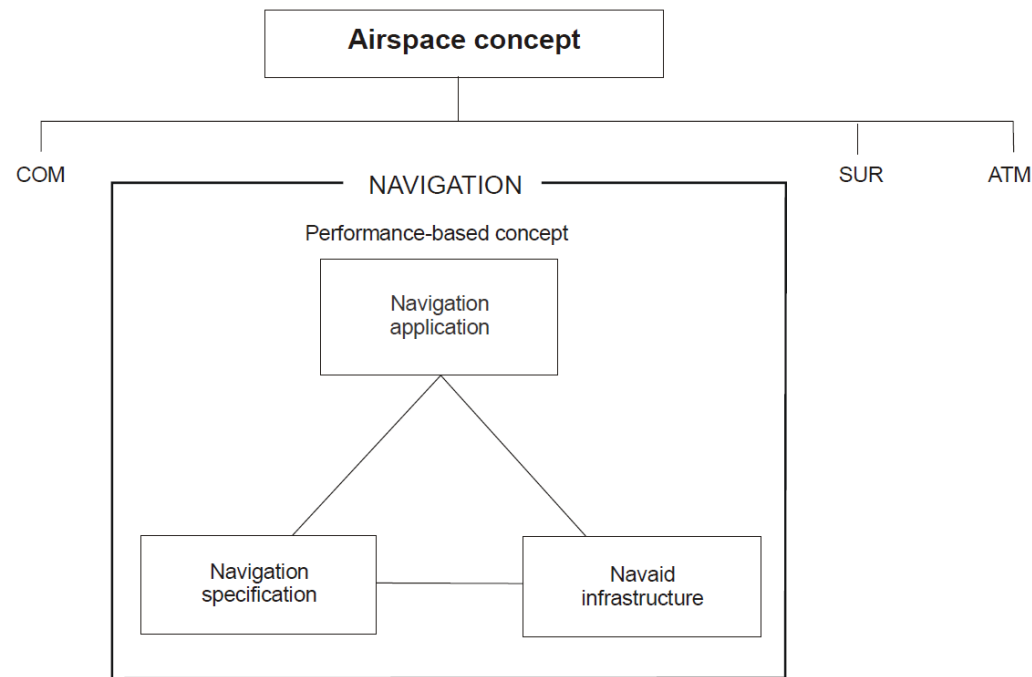 Airspace concept
COM
SUR
ATM
NAVIGATION
Performance-based concept
Navigation
application
Navigation
specification
Navaid
infrastructure